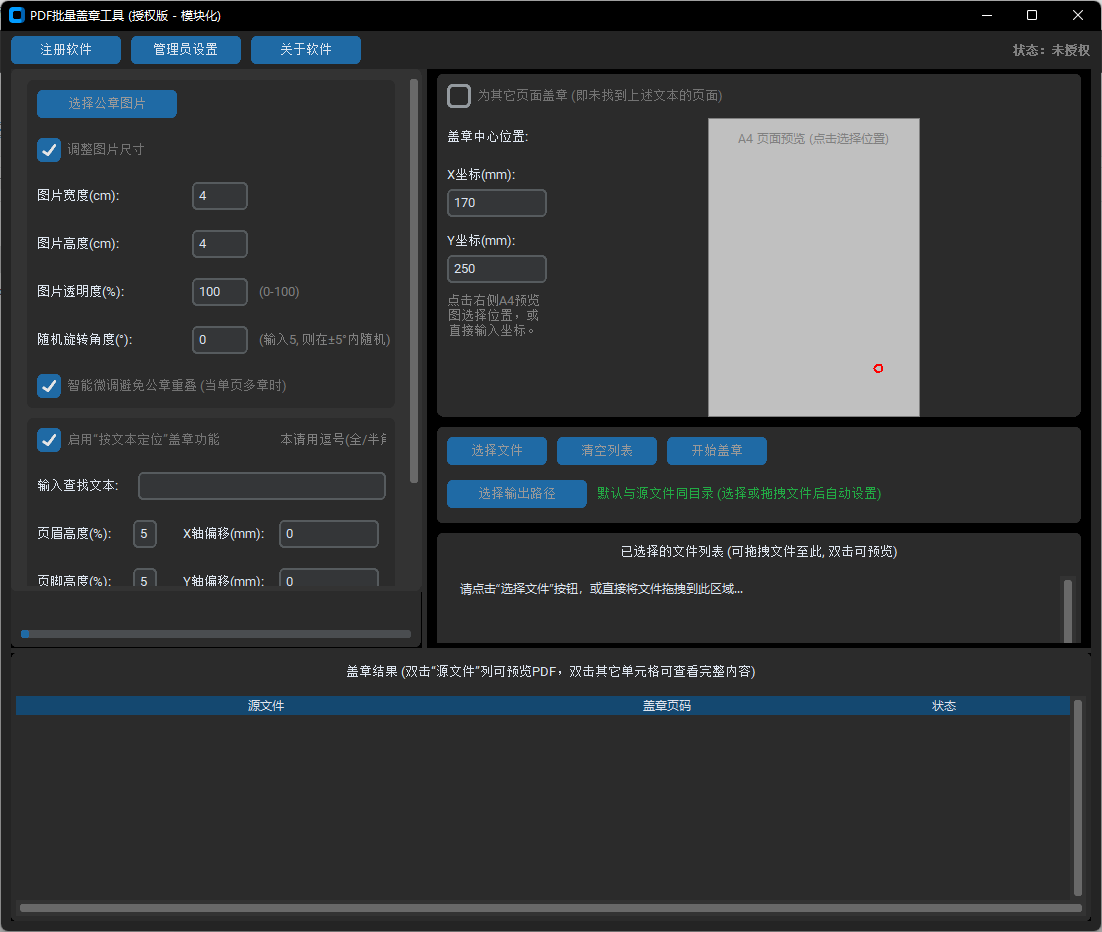 PDF批量盖章工具 (授权版 - 模块化)
注册软件
管理员设置
关于软件
状态：未授权
选择公章图片
调整图片尺寸
图片宽度(cm): 4
图片高度(cm): 4
图片透明度(%): 100 (0-100)
随机旋转角度(°): 0 (输入5, 则在±5°内随机)
智能微调避免公章重叠 (当单页多章时)
启用“按文本定位”盖章功能 本请用逗号(全/半角
输入查找文本:
页眉高度(%): 5 X轴偏移(mm): 0
页脚高度(%): 5 Y轴偏移(mm): 0
为其它页面盖章 (即未找到上述文本的页面)
盖章中心位置:
X坐标(mm):
170
Y坐标(mm):
250
点击右侧A4预览
图选择位置，或
直接输入坐标。
A4 页面预览 (点击选择位置)
选择文件
清空列表
开始盖章
选择输出路径
默认与源文件同目录 (选择或拖拽文件后自动设置)
已选择的文件列表 (可拖拽文件至此, 双击可预览)
请点击“选择文件”按钮，或直接将文件拖拽到此区域...
盖章结果 (双击“源文件”列可预览PDF，双击其它单元格可查看完整内容)
源文件 盖章页码 状态